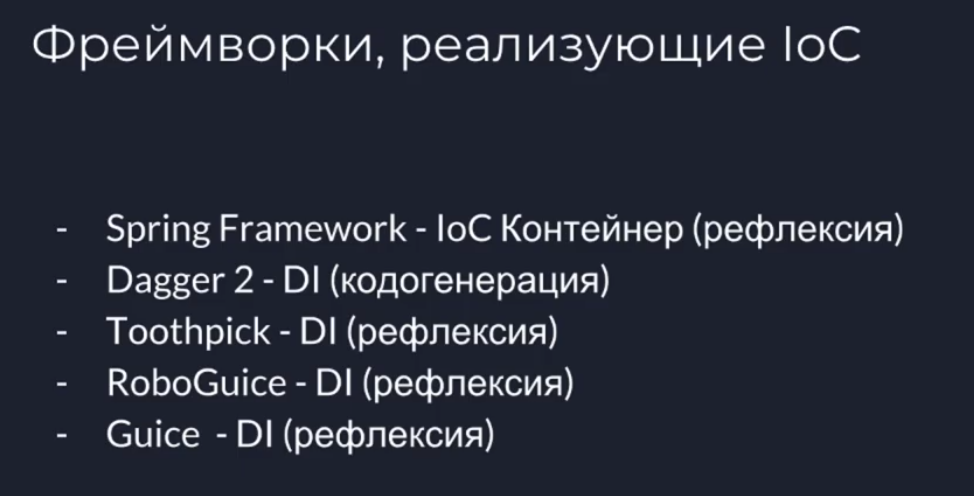 Фреймворки, реализующие IoC
- Spring Framework - IoC Контейнер (рефлексия)
- Dagger 2 - DI (кодогенерация)
- Toothpick - DI (рефлексия)
- RoboGuice - DI (рефлексия)
- Guice - DI (рефлексия)